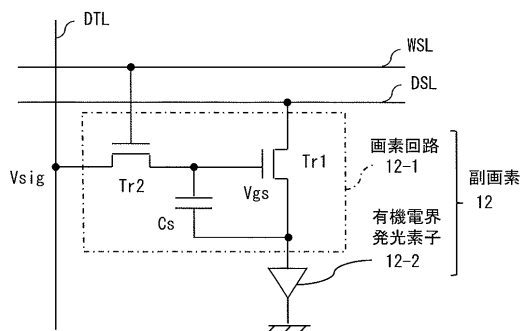 DTL
WSL
DSL
Vsig
Tr2
Tr1
Vgs
Cs
画素回路
12-1
副画素
12
有機電界
発光素子
12-2